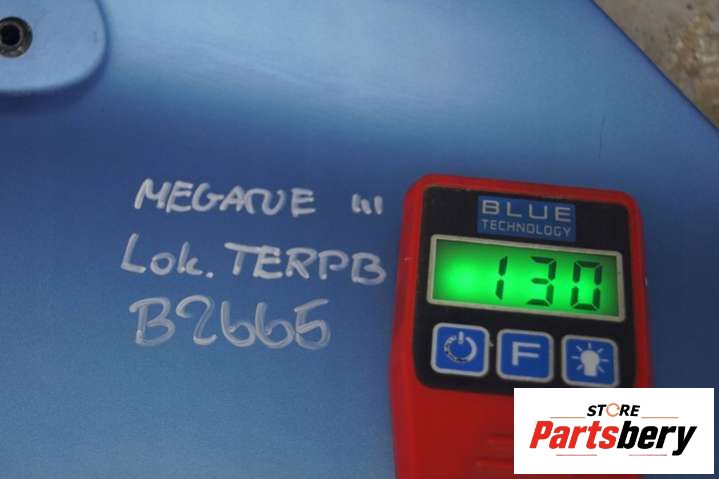 MEGANE III
Lok. TERPB
B2665
BLUE
TECHNOLOGY
130
F
STORE
Partsbery